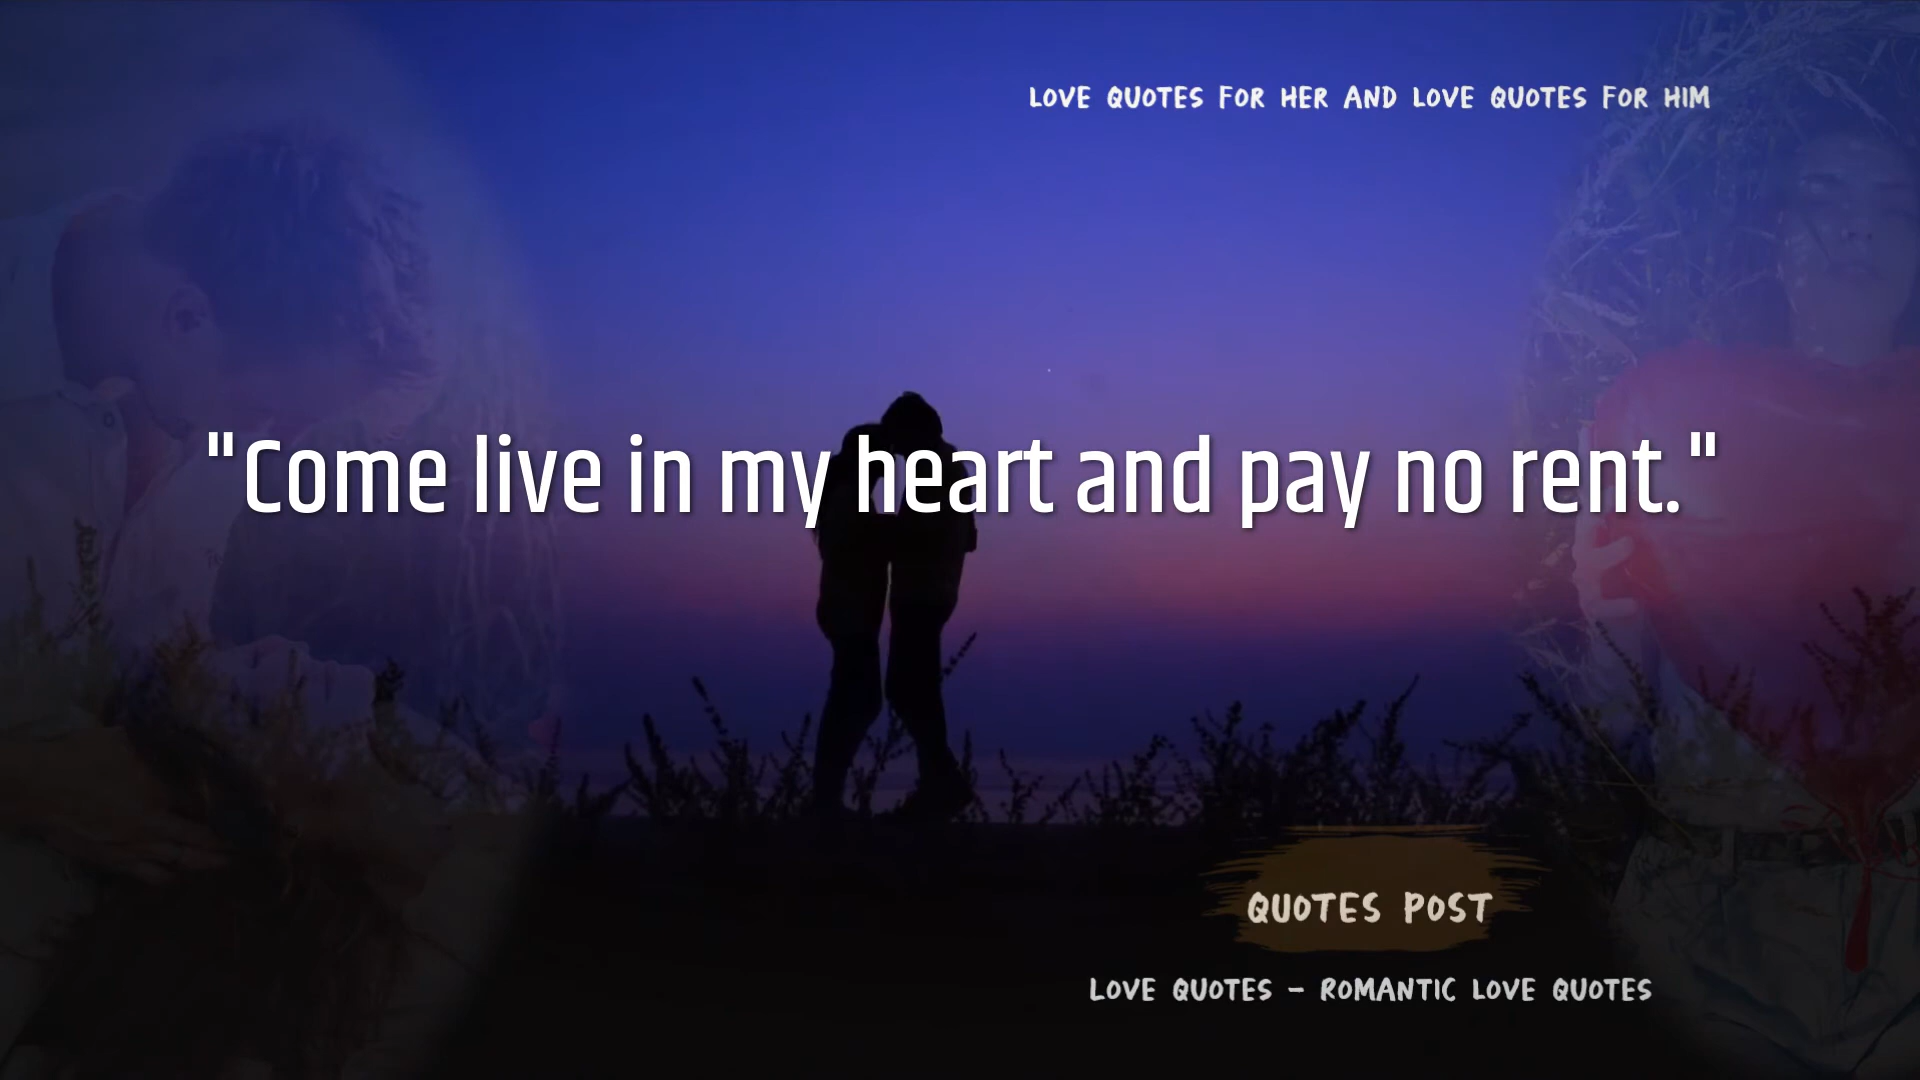 LOVE QUOTES FOR HER AND LOVE QUOTES FOR HIM
"Come live in my heart and pay no rent."
QUOTES POST
LOVE QUOTES - ROMANTIC LOVE QUOTES